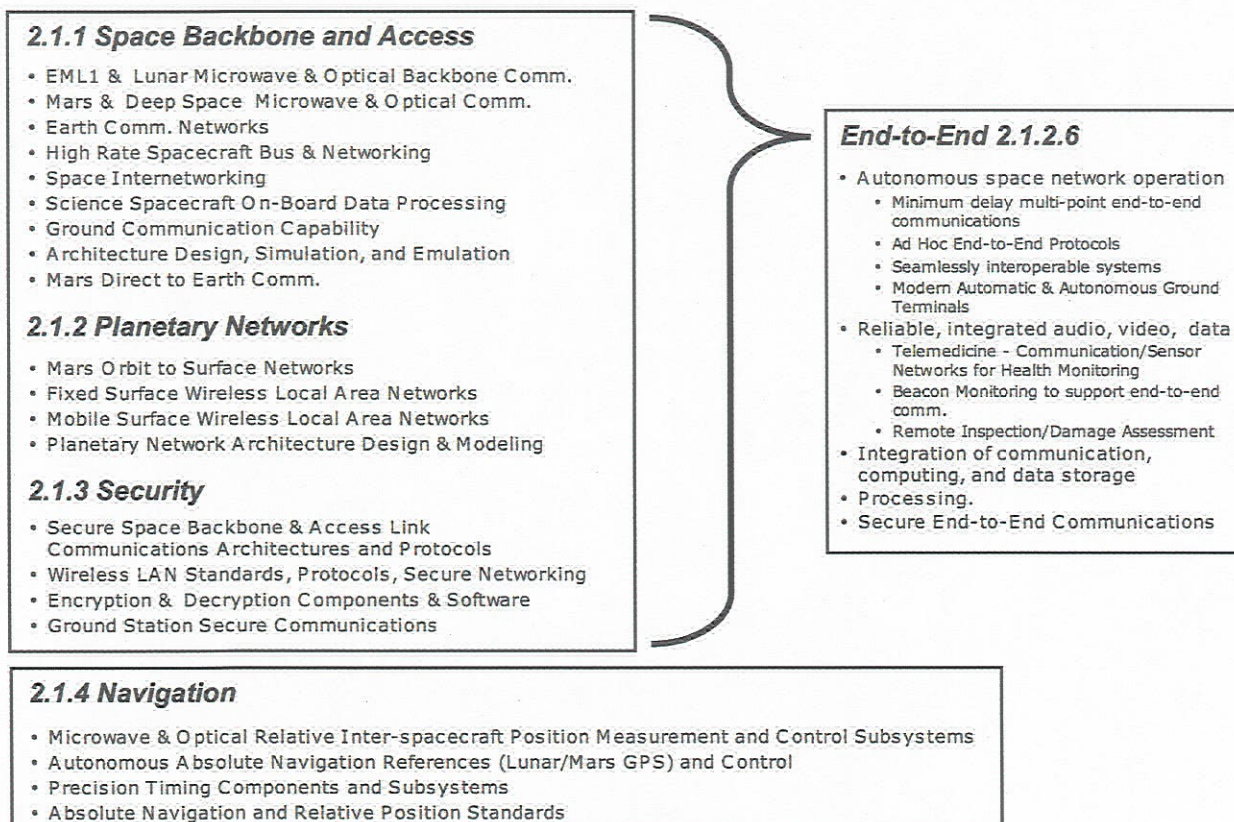 2.1.1 Space Backbone and Access
• EML1 & Lunar Microwave & Optical Backbone Comm.
• Mars & Deep Space Microwave & Optical Comm.
• Earth Comm. Networks
• High Rate Spacecraft Bus & Networking
• Space Internetworking
• Science Spacecraft On-Board Data Processing
• Ground Communication Capability
• Architecture Design, Simulation, and Emulation
• Mars Direct to Earth Comm.
2.1.2 Planetary Networks
• Mars Orbit to Surface Networks
• Fixed Surface Wireless Local Area Networks
• Mobile Surface Wireless Local Area Networks
• Planetary Network Architecture Design & Modeling
2.1.3 Security
• Secure Space Backbone & Access Link
Communications Architectures and Protocols
• Wireless LAN Standards, Protocols, Secure Networking
• Encryption & Decryption Components & Software
• Ground Station Secure Communications
End-to-End 2.1.2.6
• Autonomous space network operation
• Minimum delay multi-point end-to-end
communications
• Ad Hoc End-to-End Protocols
• Seamlessly interoperable systems
• Modern Automatic & Autonomous Ground
Terminals
• Reliable, integrated audio, video, data
• Telemedicine - Communication/Sensor
Networks for Health Monitoring
• Beacon Monitoring to support end-to-end
comm.
• Remote Inspection/Damage Assessment
• Integration of communication,
computing, and data storage
• Processing.
• Secure End-to-End Communications
2.1.4 Navigation
• Microwave & Optical Relative Inter-spacecraft Position Measurement and Control Subsystems
• Autonomous Absolute Navigation References (Lunar/Mars GPS) and Control
• Precision Timing Components and Subsystems
• Absolute Navigation and Relative Position Standards